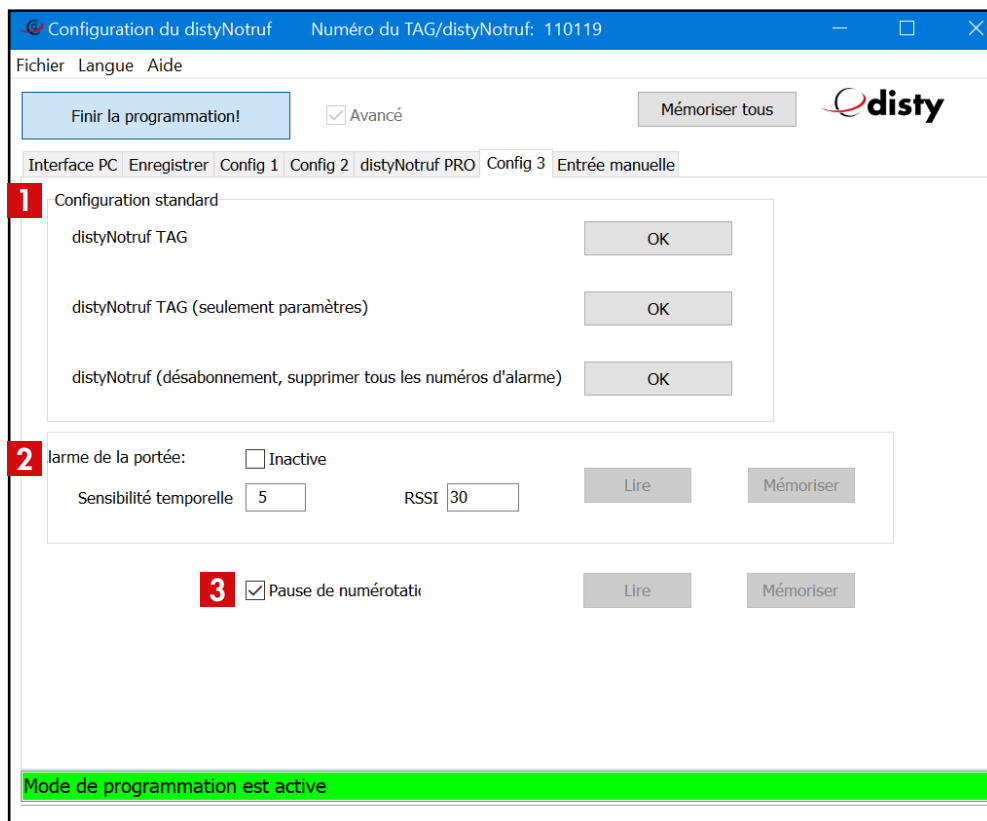 Configuration du distyNotruf Numéro du TAG/distyNotruf: 110119
Fichier Langue Aide
Finir la programmation!
Avancé
Mémoriser tous
disty
Interface PC Enregistrer Config 1 Config 2 distyNotruf PRO Config 3 Entrée manuelle
1
Configuration standard
distyNotruf TAG
OK
distyNotruf TAG (seulement paramètres)
OK
distyNotruf (désabonnement, supprimer tous les numéros d'alarme)
OK
2
larme de la portée:
Inactive
Sensibilité temporelle 5 RSSI 30
Lire
Mémoriser
3
Pause de numérotatic
Lire
Mémoriser
Mode de programmation est active